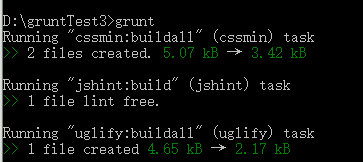 D:\gruntTest3>grunt
Running "cssmin:buildall" (cssmin) task
>> 2 files created. 5.07 kB → 3.42 kB
Running "jshint:build" (jshint) task
>> 1 file lint free.
Running "uglify:buildall" (uglify) task
>> 1 file created 4.65 kB → 2.17 kB